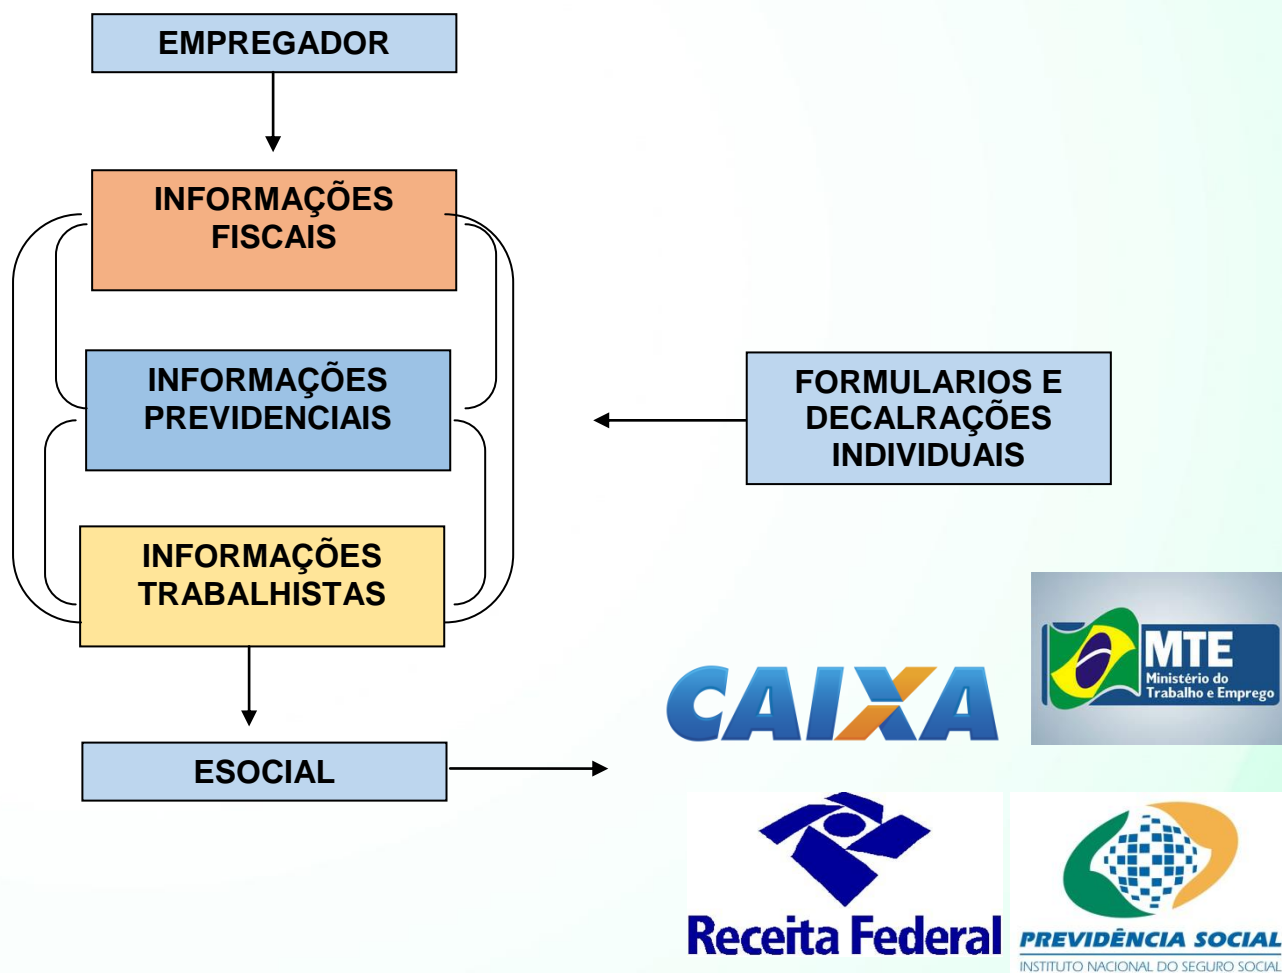 EMPREGADOR
INFORMAÇÕES
FISCAIS
INFORMAÇÕES
PREVIDENCIAIS
FORMULARIOS E
DECALRAÇÕES
INDIVIDUAIS
INFORMAÇÕES
TRABALHISTAS
ESOCIAL
CAIXA
MTE
Ministério do
Trabalho e Emprego
Receita Federal
PREVIDÊNCIA SOCIAL
INSTITUTO NACIONAL DO SEGURO SOCIAL